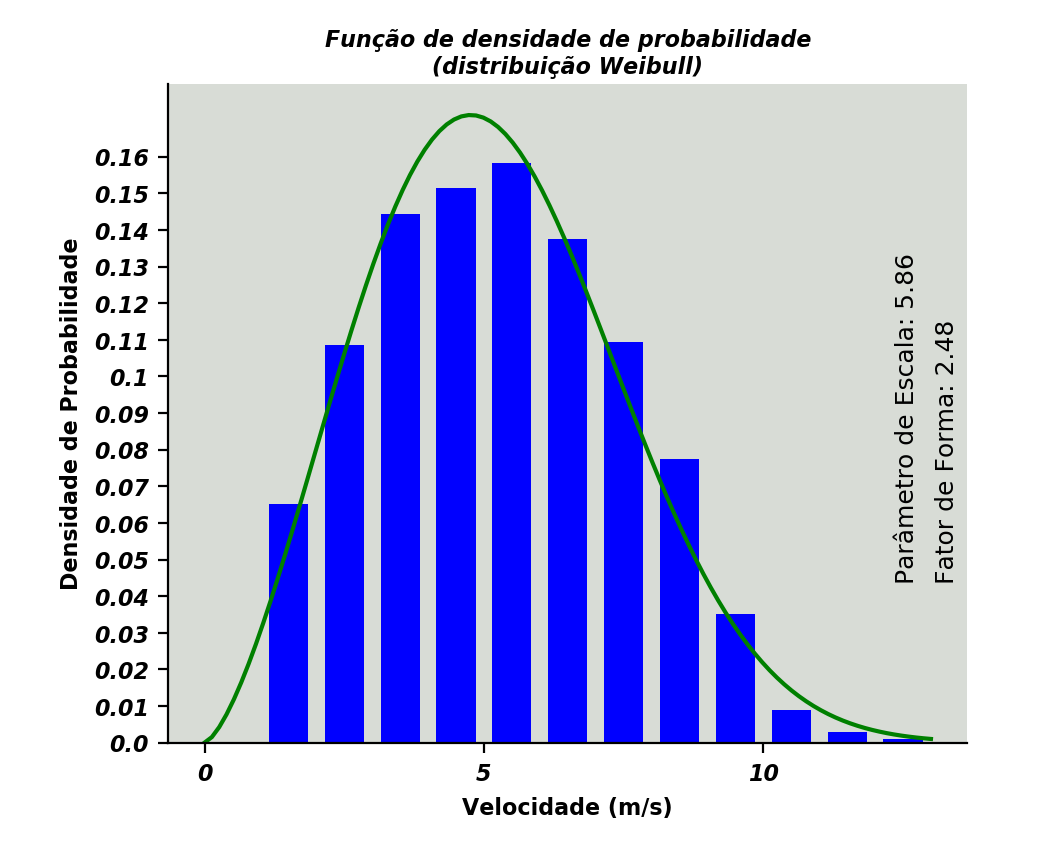 Função de densidade de probabilidade
(distribuição Weibull)
Densidade de Probabilidade
0.16
0.15
0.14
0.13
0.12
0.11
0.1
0.09
0.08
0.07
0.06
0.05
0.04
0.03
0.02
0.01
0.0
Parâmetro de Escala: 5.86
Fator de Forma: 2.48
0 5 10
Velocidade (m/s)